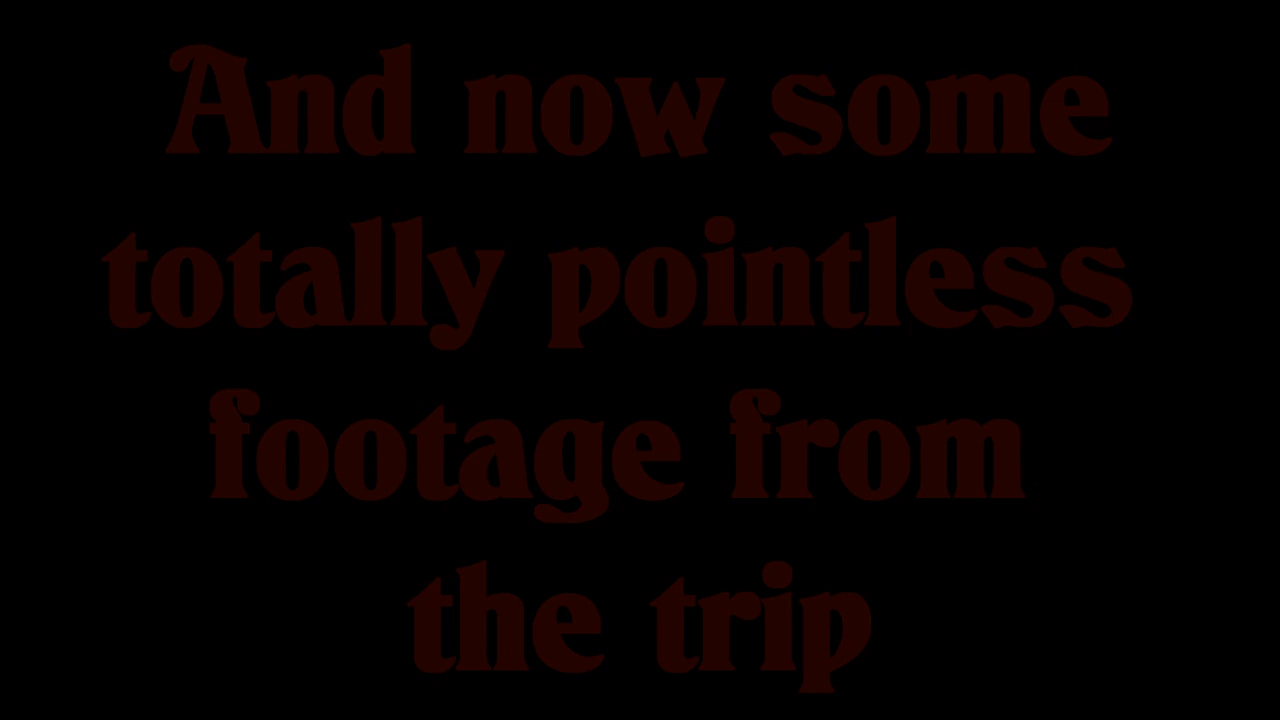 And now some
totally pointless
footage from
the trip